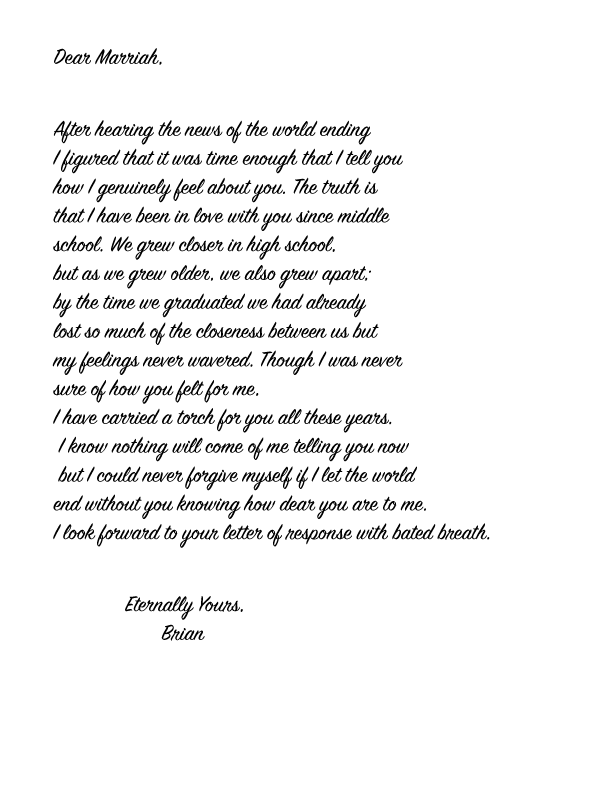 Dear Marriah,
After hearing the news of the world ending
I figured that it was time enough that I tell you
how I genuinely feel about you. The truth is
that I have been in love with you since middle
school. We grew closer in high school,
but as we grew older, we also grew apart;
by the time we graduated we had already
lost so much of the closeness between us but
my feelings never wavered. Though I was never
sure of how you felt for me,
I have carried a torch for you all these years.
I know nothing will come of me telling you now
but I could never forgive myself if I let the world
end without you knowing how dear you are to me.
I look forward to your letter of response with bated breath.
Eternally Yours,
Brian